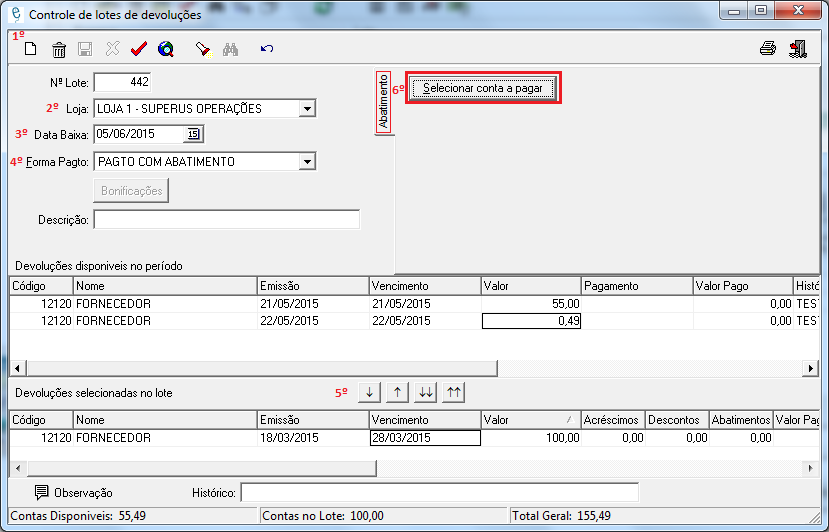 Controle de lotes de devoluções
1º
Nº Lote: 442
2º Loja: LOJA 1 - SUPERUS OPERAÇÕES
3º Data Baixa: 05/06/2015 15
4º Forma Pagto: PAGTO COM ABATIMENTO
Bonificações
Descrição:
Abatimento
6º Selecionar conta a pagar
Devoluções disponiveis no período
Código Nome Emissão Vencimento Valor Pagamento Valor Pago Histó
12120 FORNECEDOR 21/05/2015 21/05/2015 55,00 0,00 TES
12120 FORNECEDOR 22/05/2015 22/05/2015 0,49 0,00 TES
Devoluções selecionadas no lote 5º
Código Nome Emissão Vencimento Valor Acréscimos Descontos Abatimentos Valor Pag
12120 FORNECEDOR 18/03/2015 28/03/2015 100,00 0,00 0,00 0,00
Observação Histórico:
Contas Disponiveis: 55,49 Contas no Lote: 100,00 Total Geral: 155,49